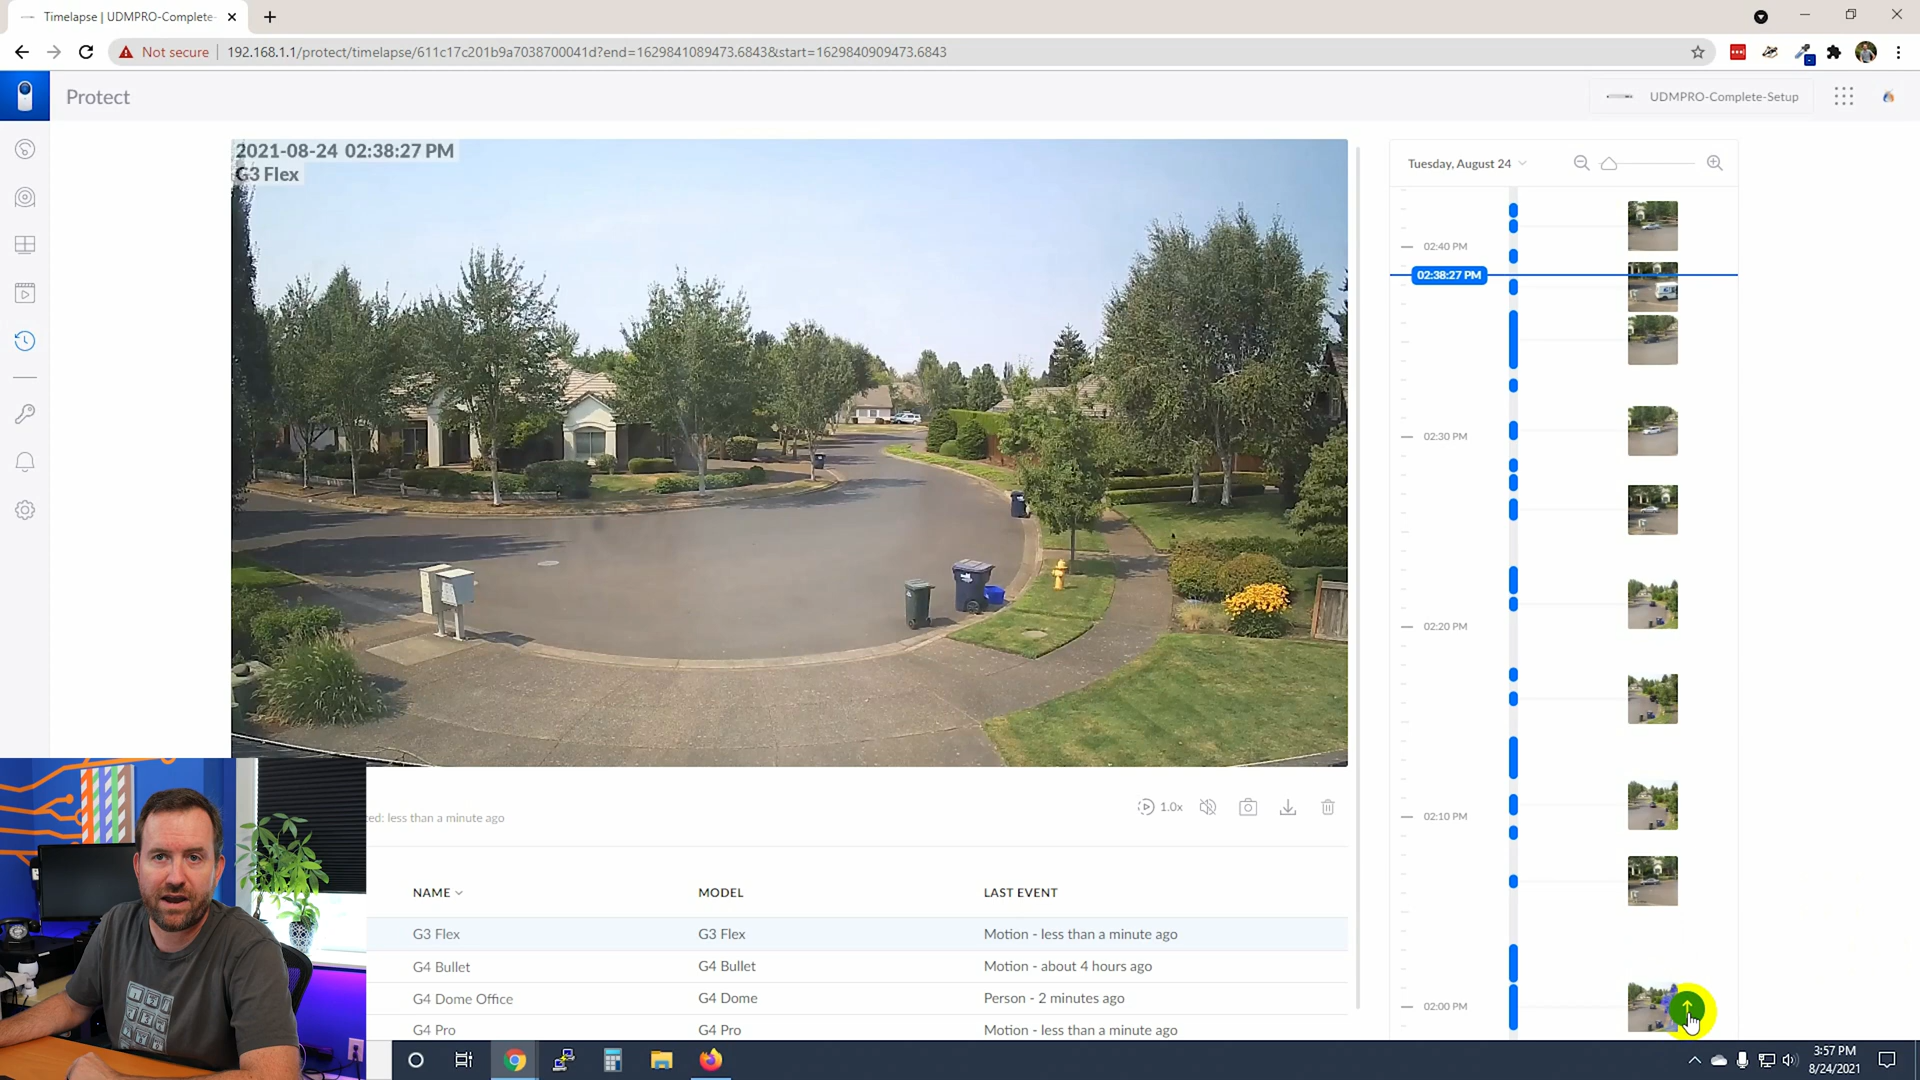 Timelapse | UDMPRO-Complete-
Not secure
192.168.1.1/protect/timelapse/611c17c201b9a7038700041d?end=1629841089473.6843&start=1629840909473.6843
Protect
UDMPRO-Complete-Setup
2021-08-24 02:38:27 PM
G3 Flex
Tuesday, August 24
02:40 PM
02:38:27 PM
02:30 PM
02:20 PM
02:10 PM
02:00 PM
1.0x
ced: less than a minute ago
NAME MODEL LAST EVENT
G3 Flex G3 Flex Motion - less than a minute ago
G4 Bullet G4 Bullet Motion - about 4 hours ago
G4 Dome Office G4 Dome Person - 2 minutes ago
G4 Pro G4 Pro Motion - less than a minute ago
3:57 PM
8/24/2021